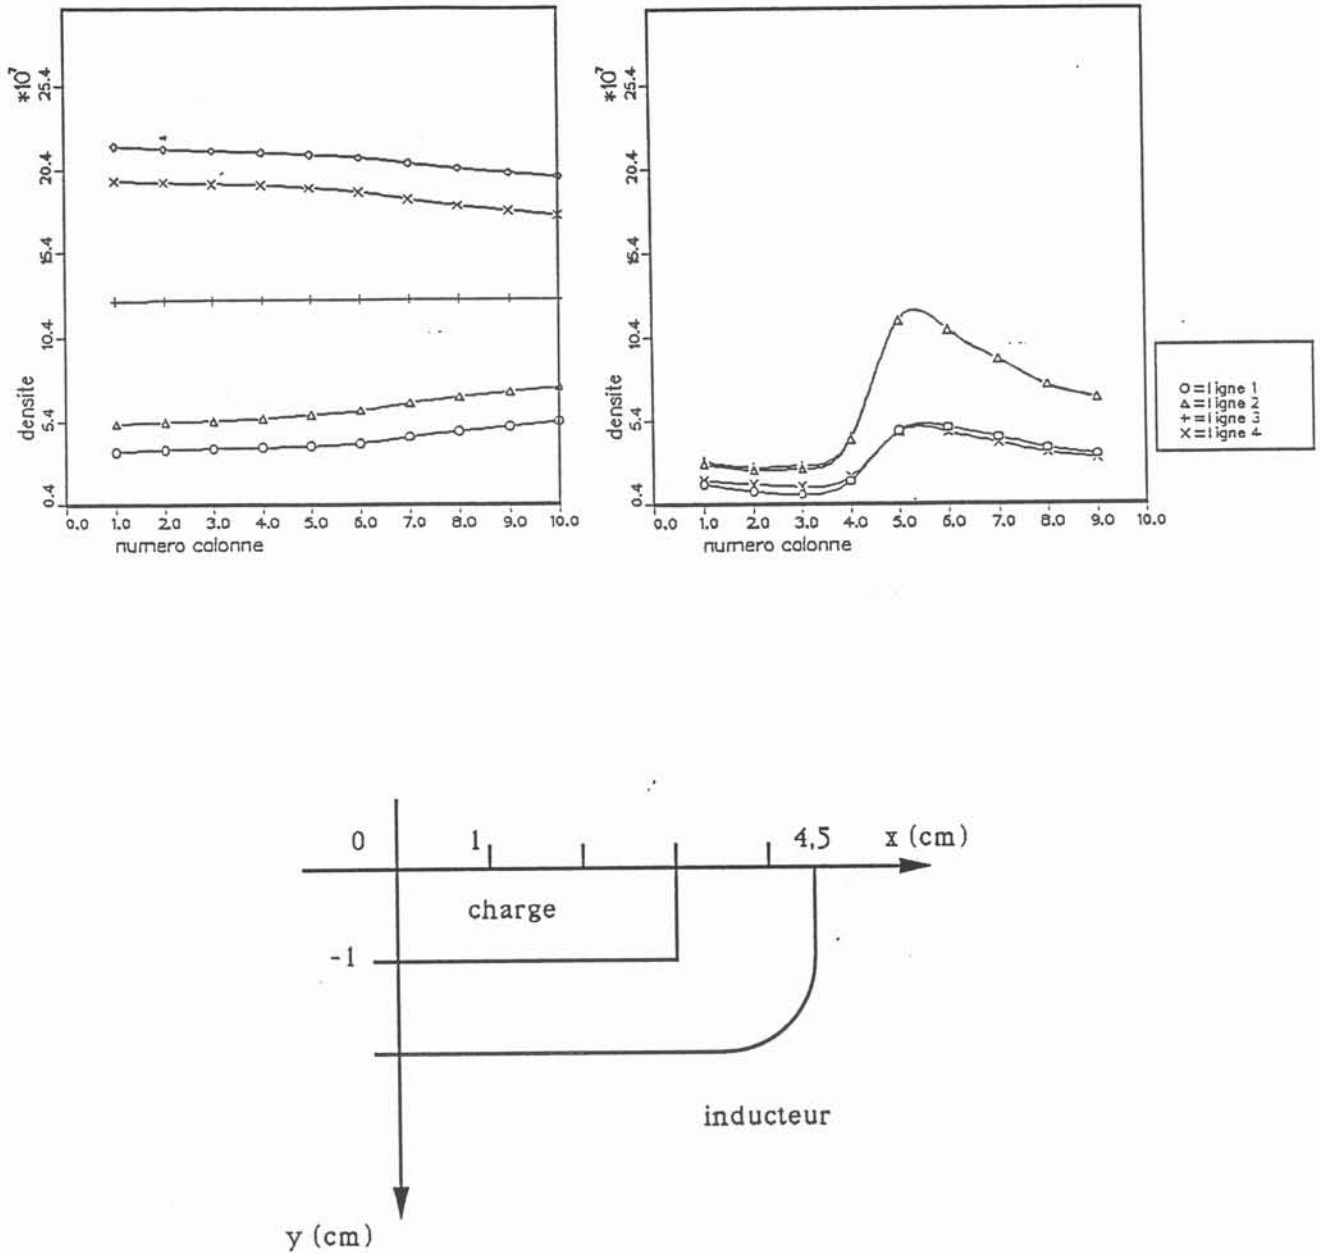 *10⁷
25.4
20.4
15.4
10.4
5.4
0.4
densite
0.0 1.0 2.0 3.0 4.0 5.0 6.0 7.0 8.0 9.0 10.0
numero colonne
*10⁷
25.4
20.4
15.4
10.4
5.4
0.4
densite
0.0 1.0 2.0 3.0 4.0 5.0 6.0 7.0 8.0 9.0 10.0
numero colonne
O=ligne 1
△=ligne 2
+=ligne 3
×=ligne 4
0 1 4,5 x (cm)
charge
-1
inducteur
y (cm)